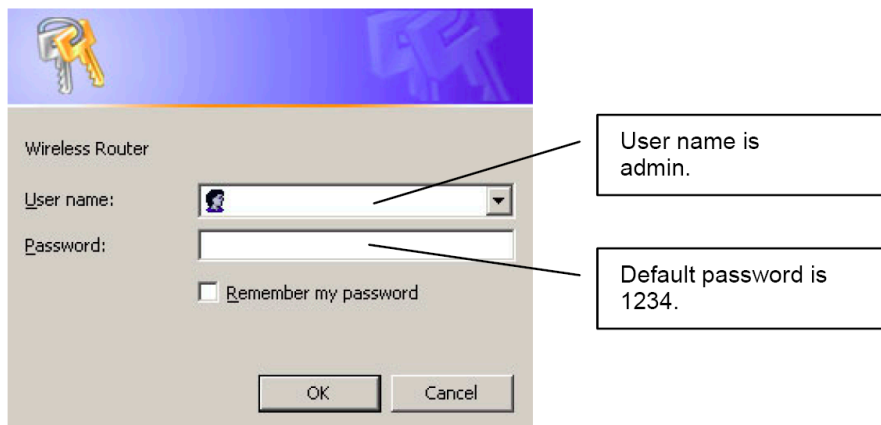 Wireless Router
User name:
User name is
admin.
Password:
Default password is
1234.
Remember my password
OK
Cancel